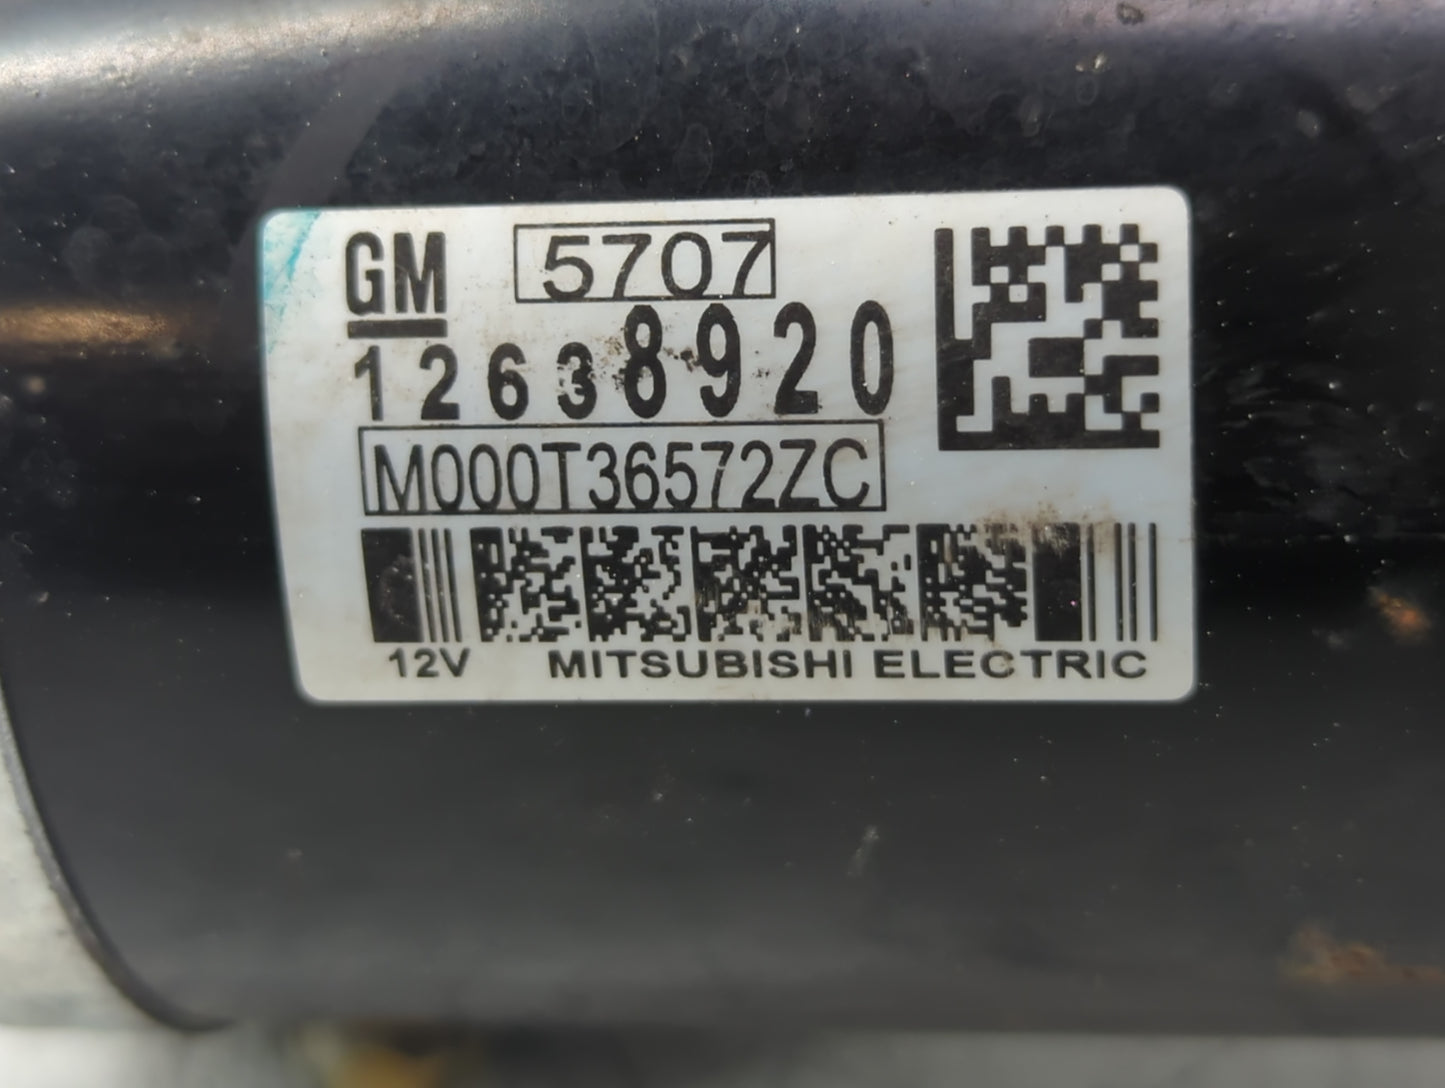 GM 5707
12638920
M000T36572ZC
12V MITSUBISHI ELECTRIC